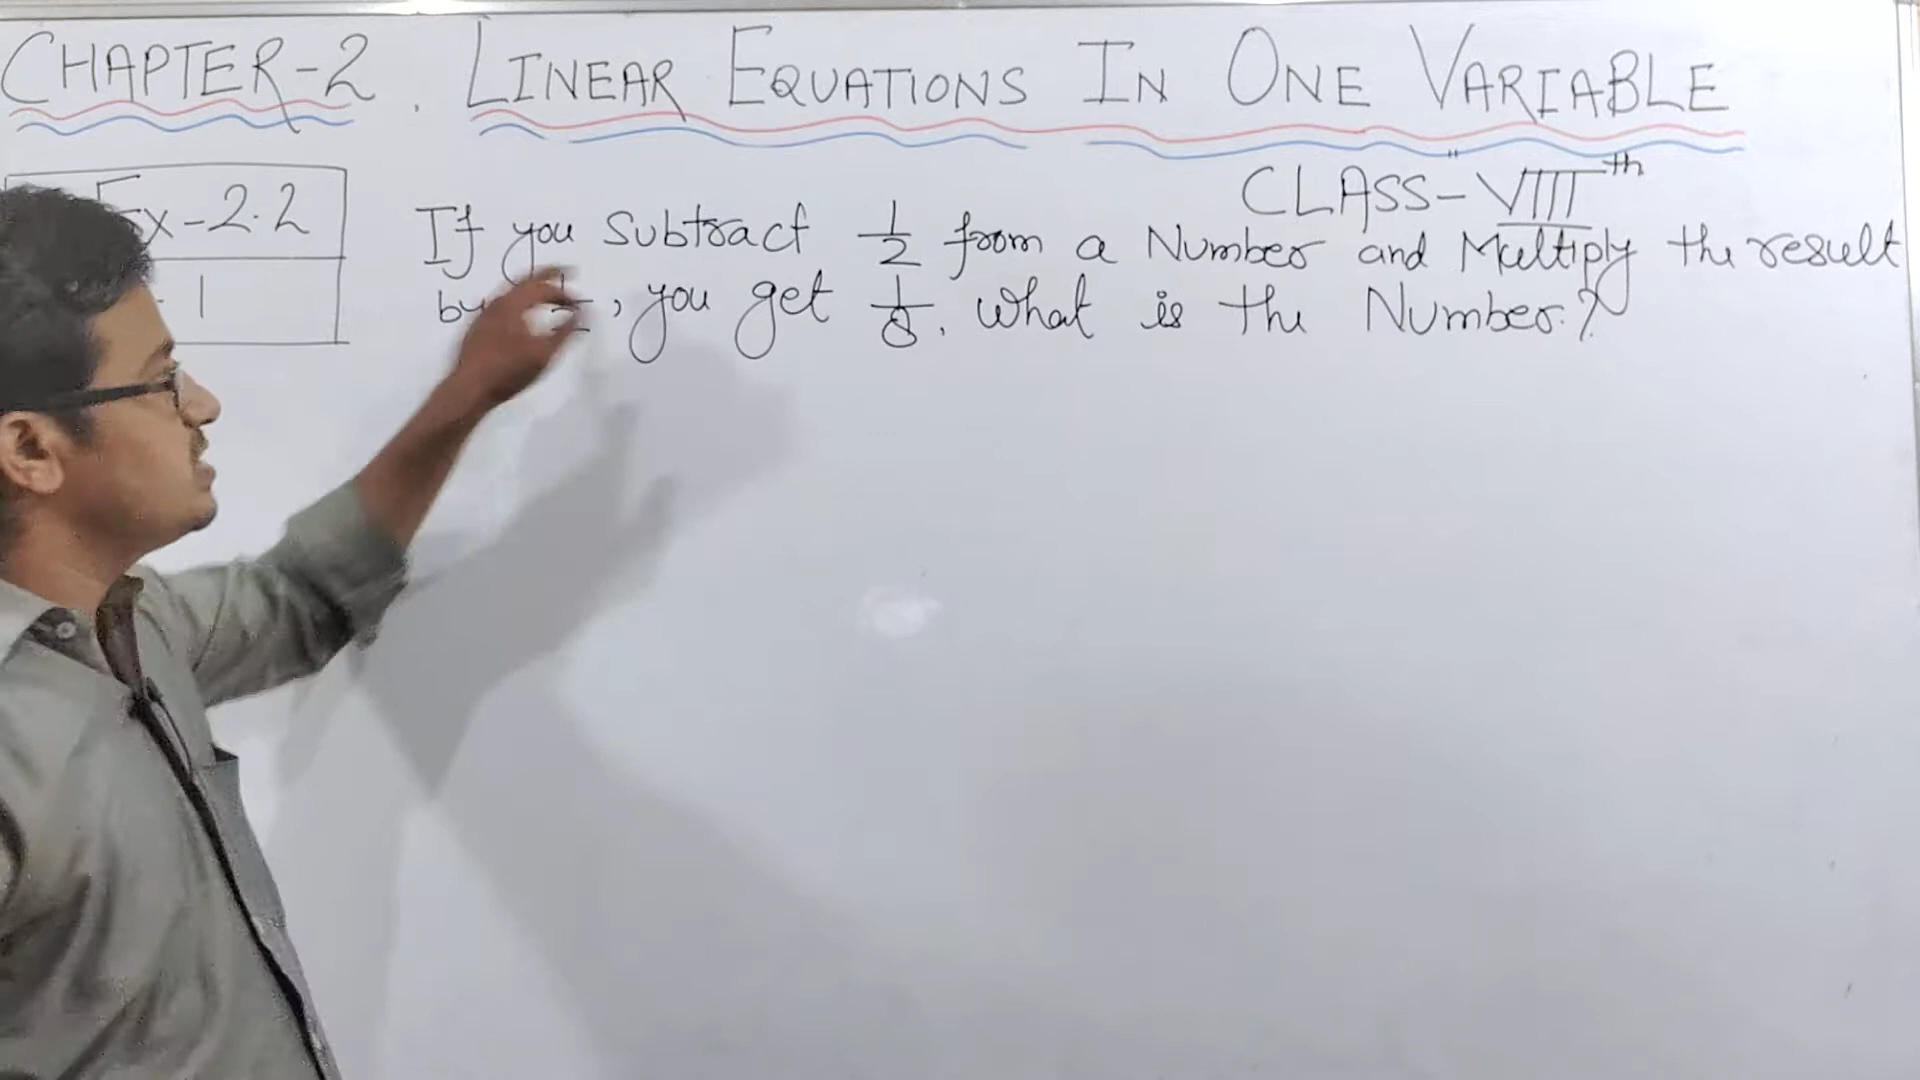 CHAPTER-2. LINEAR EQUATIONS IN ONE VARIABLE
CLASS-VIIIth
Ex-2.2
1
If you Subtract 1/2 from a Number and Multiply the result
by 1/2, you get 1/8. What is the Number.?